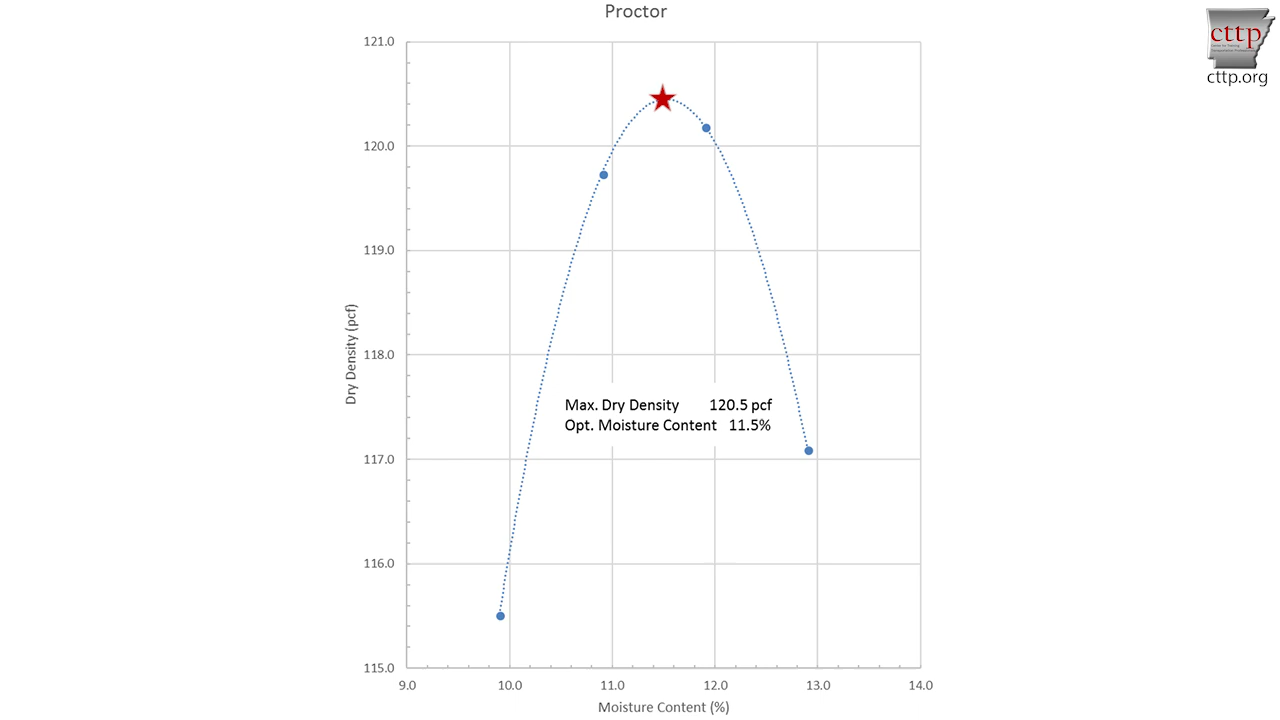 Proctor
cttp
cttp.org
121.0
120.0
119.0
118.0
117.0
116.0
115.0
Dry Density (pcf)
Max. Dry Density 120.5 pcf
Opt. Moisture Content 11.5%
9.0 10.0 11.0 12.0 13.0 14.0
Moisture Content (%)